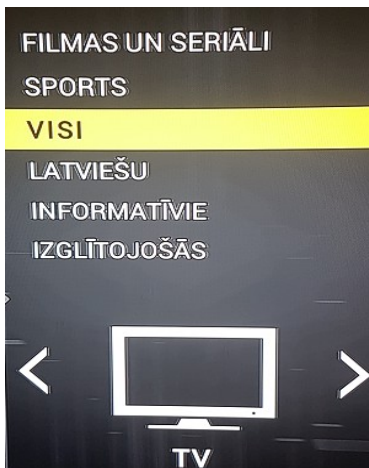 FILMAS UN SERIĀLI
SPORTS
VISI
LATVIEŠU
INFORMATĪVIE
IZGLĪTOJOŠĀS
TV